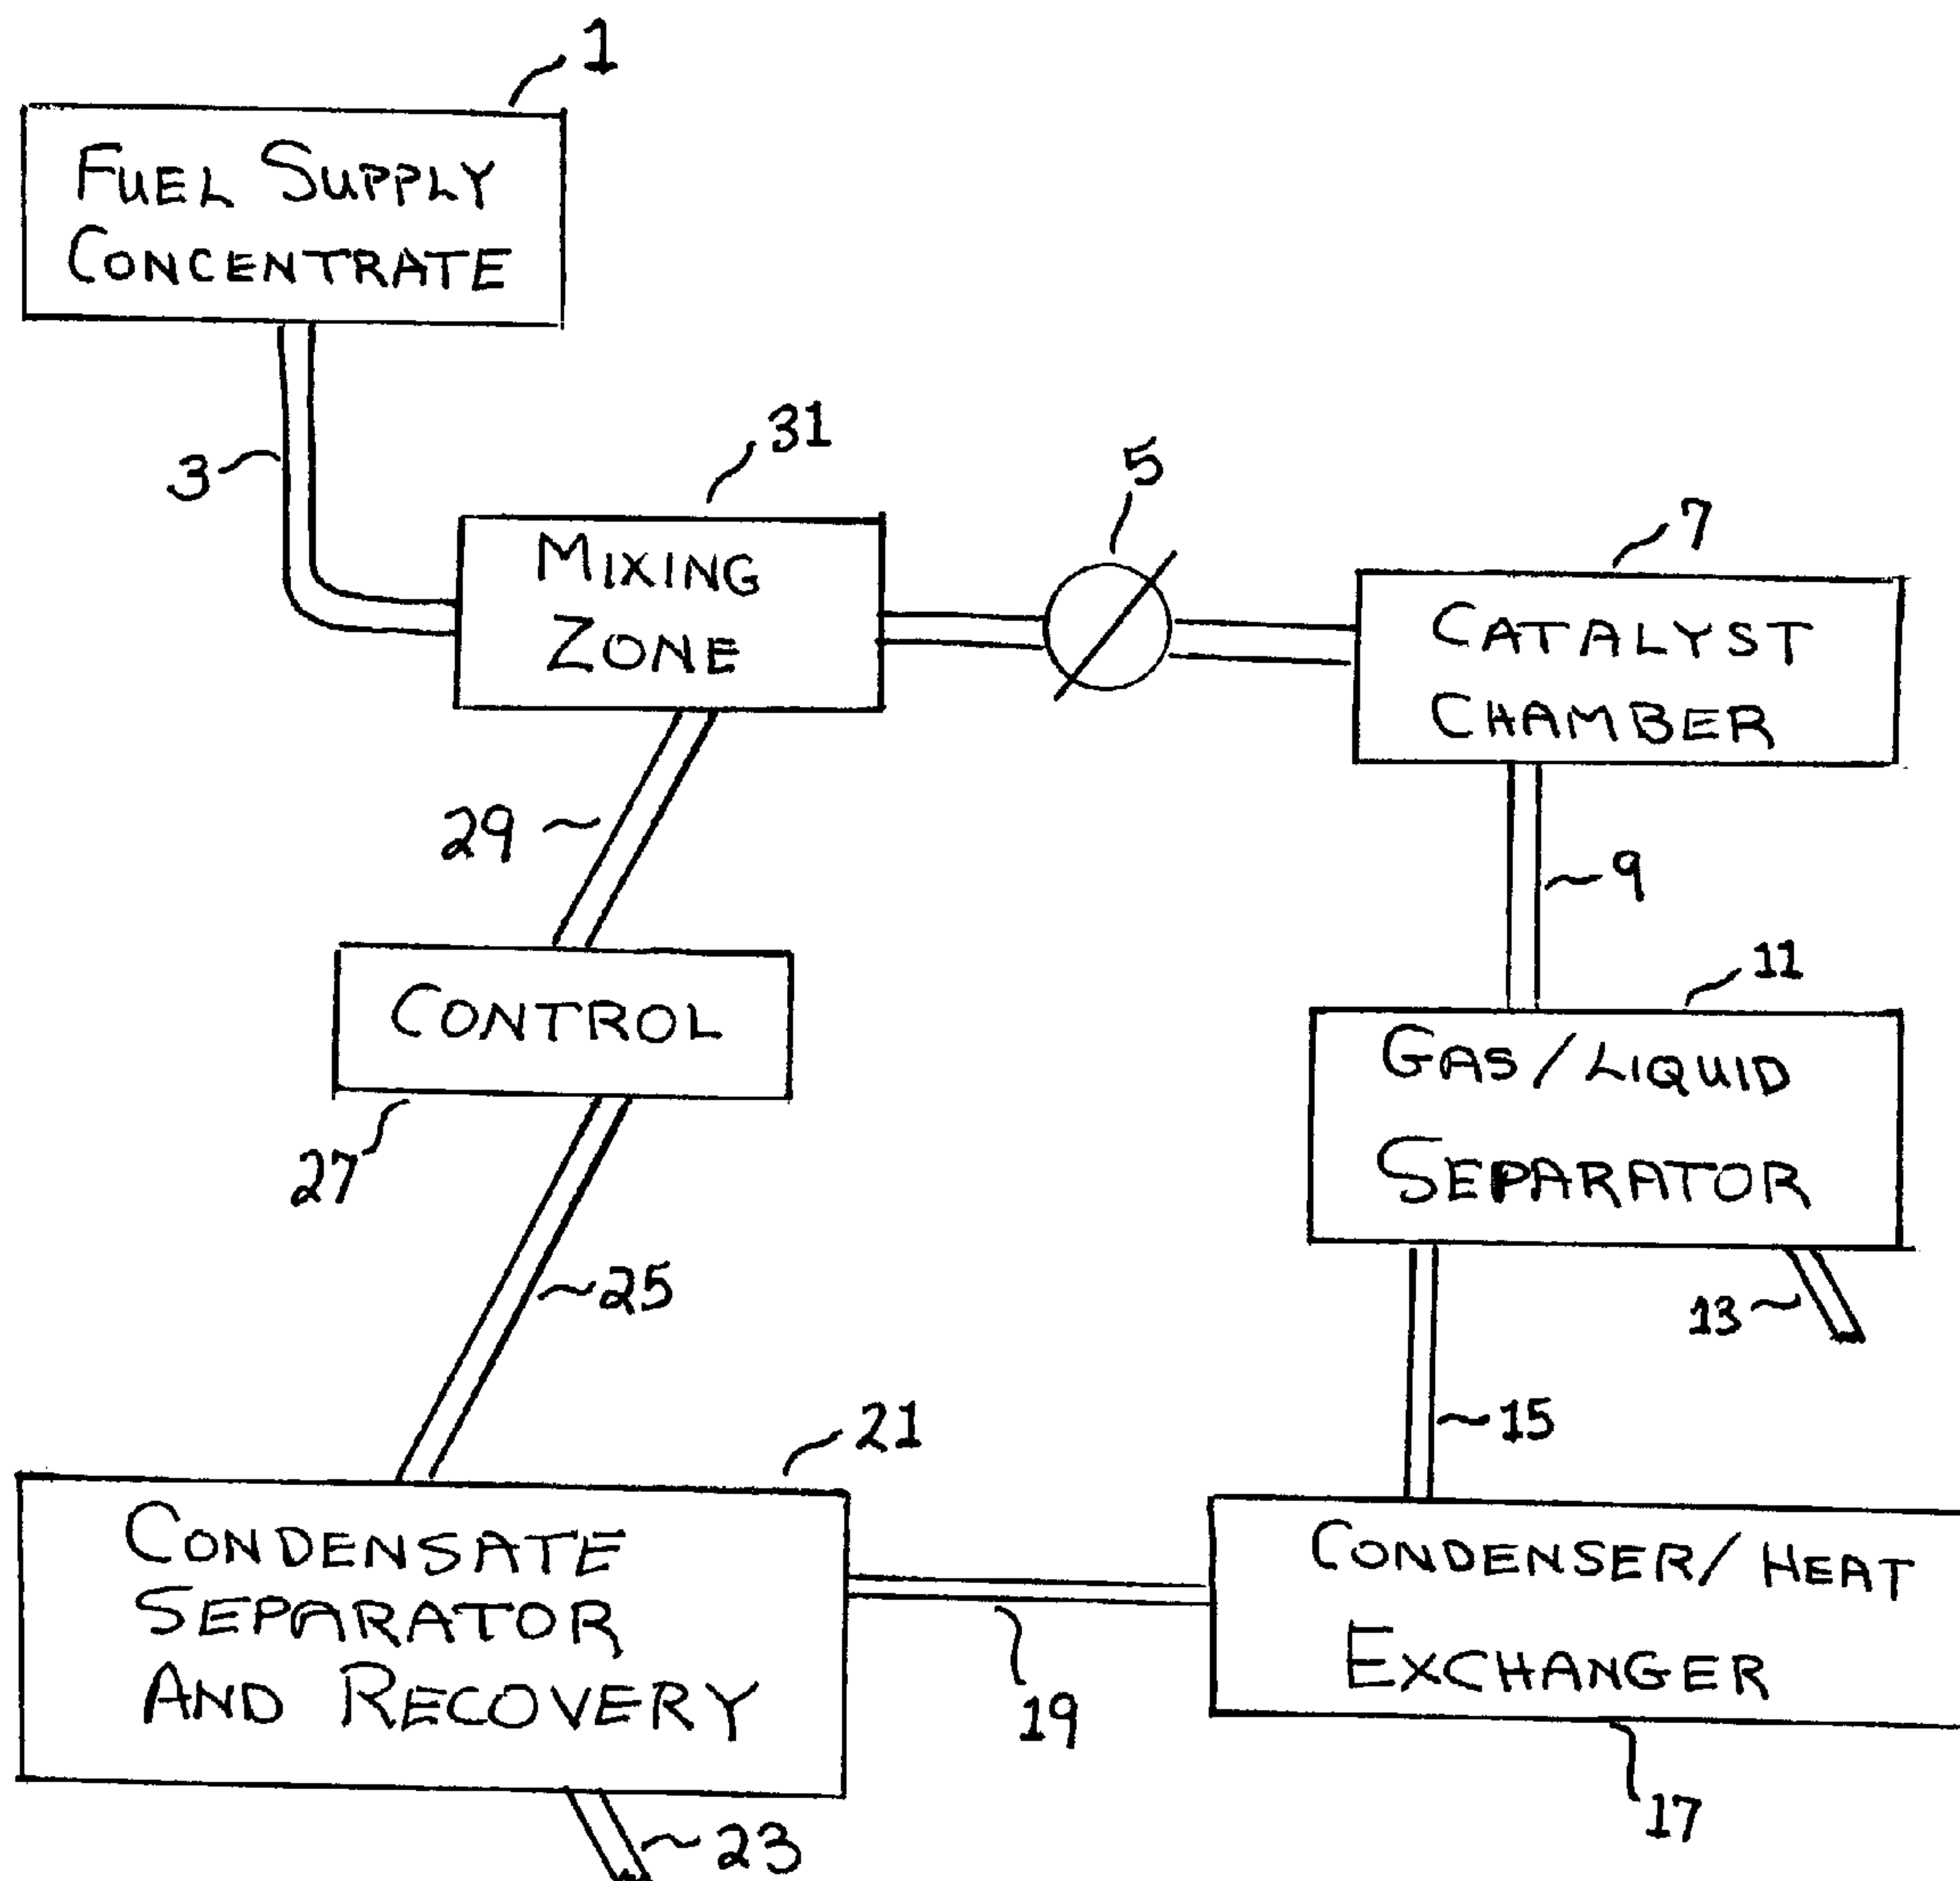 1
FUEL SUPPLY
CONCENTRATE
3
31
MIXING
ZONE
5
7
CATALYST
CHAMBER
29
9
CONTROL
27
11
GAS/LIQUID
SEPARATOR
13
25
15
21
CONDENSATE
SEPARATOR
AND RECOVERY
19
CONDENSER/HEAT
EXCHANGER
17
23